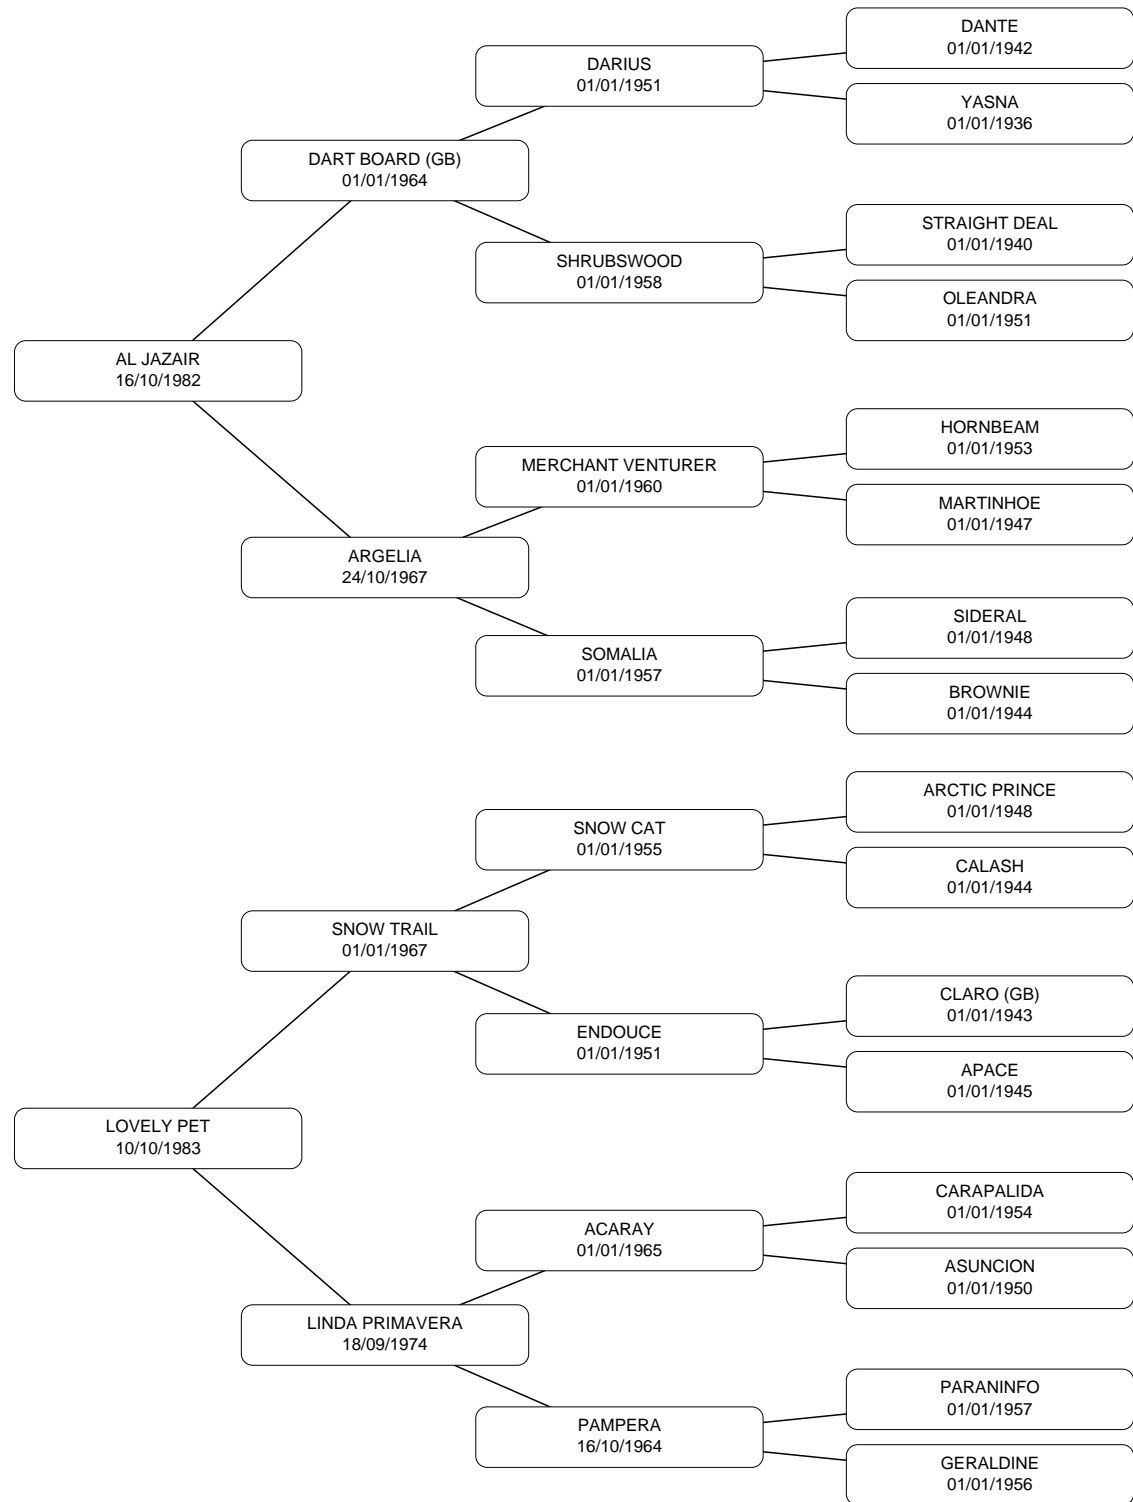 DANTE
01/01/1942
DARIUS
01/01/1951
YASNA
01/01/1936
DART BOARD (GB)
01/01/1964
STRAIGHT DEAL
01/01/1940
SHRUBSWOOD
01/01/1958
OLEANDRA
01/01/1951
AL JAZAIR
16/10/1982
HORNBEAM
01/01/1953
MERCHANT VENTURER
01/01/1960
MARTINHOE
01/01/1947
ARGELIA
24/10/1967
SIDERAL
01/01/1948
SOMALIA
01/01/1957
BROWNIE
01/01/1944
ARCTIC PRINCE
01/01/1948
SNOW CAT
01/01/1955
CALASH
01/01/1944
SNOW TRAIL
01/01/1967
CLARO (GB)
01/01/1943
ENDOUCE
01/01/1951
APACE
01/01/1945
LOVELY PET
10/10/1983
CARAPALIDA
01/01/1954
ACARAY
01/01/1965
ASUNCION
01/01/1950
LINDA PRIMAVERA
18/09/1974
PARANINFO
01/01/1957
PAMPERA
16/10/1964
GERALDINE
01/01/1956